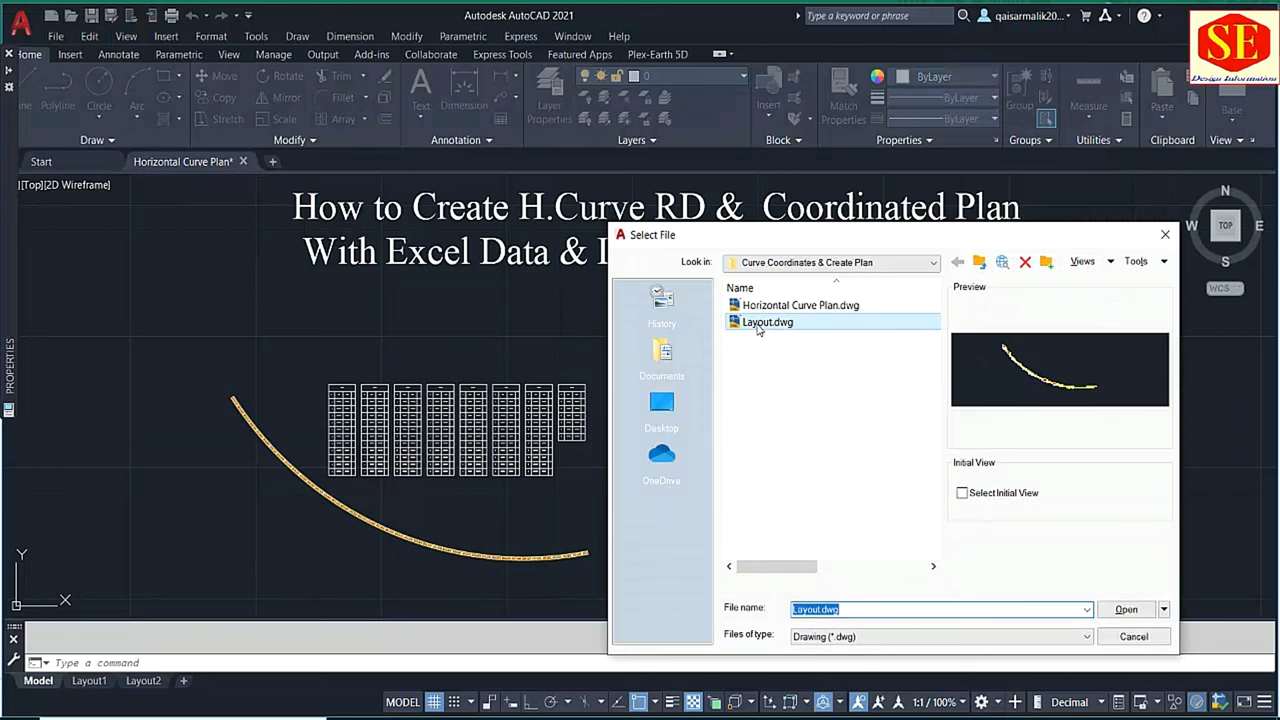 Autodesk AutoCAD 2021
Type a keyword or phrase
qaisarmalik20...
SE
Design Information
File Edit View Insert Format Tools Draw Dimension Modify Parametric Express Window Help
Home Insert Annotate Parametric View Manage Output Add-ins Collaborate Express Tools Featured Apps Plex-Earth 5D
Polyline Circle Arc
Move Rotate Trim
Copy Mirror Fillet
Stretch Scale Array
Text Dimension
Layer Properties
0
Insert
Match Properties
ByLayer
ByLayer
ByLayer
Group
Measure
Paste
Base
Draw Modify Annotation Layers Block Properties Groups Utilities Clipboard View
Start Horizontal Curve Plan*
[Top][2D Wireframe]
How to Create H.Curve RD & Coordinated Plan
With Excel Data &
N
W TOP E
S
WCS
PROPERTIES
Select File
Look in: Curve Coordinates & Create Plan Views Tools
Name
Horizontal Curve Plan.dwg
Layout.dwg
History
Documents
Desktop
OneDrive
Preview
Initial View
Select Initial View
File name: Layout.dwg Open
Files of type: Drawing (*.dwg) Cancel
Y
X
Type a command
Model Layout1 Layout2
MODEL 1:1 / 100% Decimal